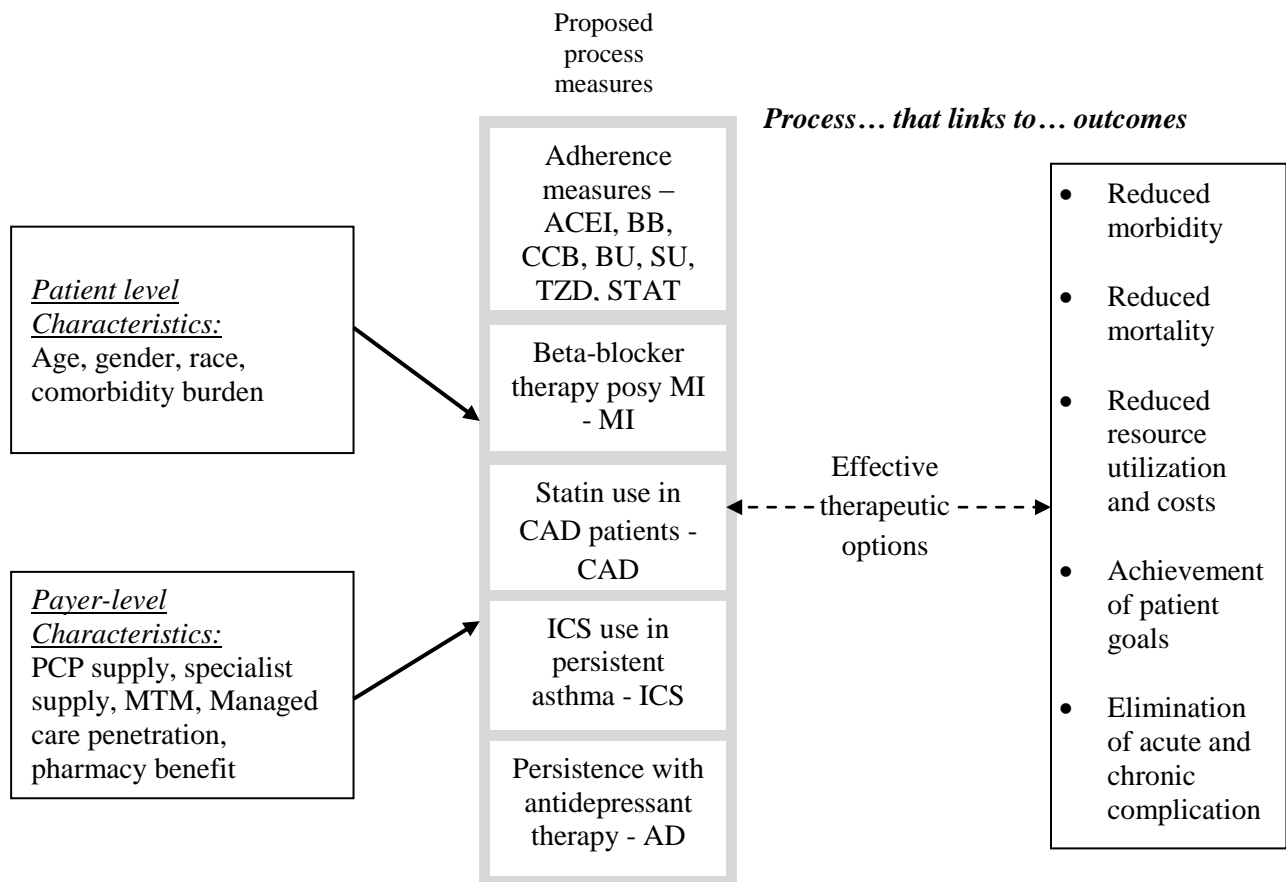 Proposed
process
measures
Process… that links to… outcomes
Patient level
Characteristics:
Age, gender, race,
comorbidity burden
Payer-level
Characteristics:
PCP supply, specialist
supply, MTM, Managed
care penetration,
pharmacy benefit
Adherence
measures –
ACEI, BB,
CCB, BU, SU,
TZD, STAT
Beta-blocker
therapy posy MI
- MI
Statin use in
CAD patients -
CAD
ICS use in
persistent
asthma - ICS
Persistence with
antidepressant
therapy - AD
Effective
therapeutic
options
• Reduced
morbidity
• Reduced
mortality
• Reduced
resource
utilization
and costs
• Achievement
of patient
goals
• Elimination
of acute and
chronic
complication